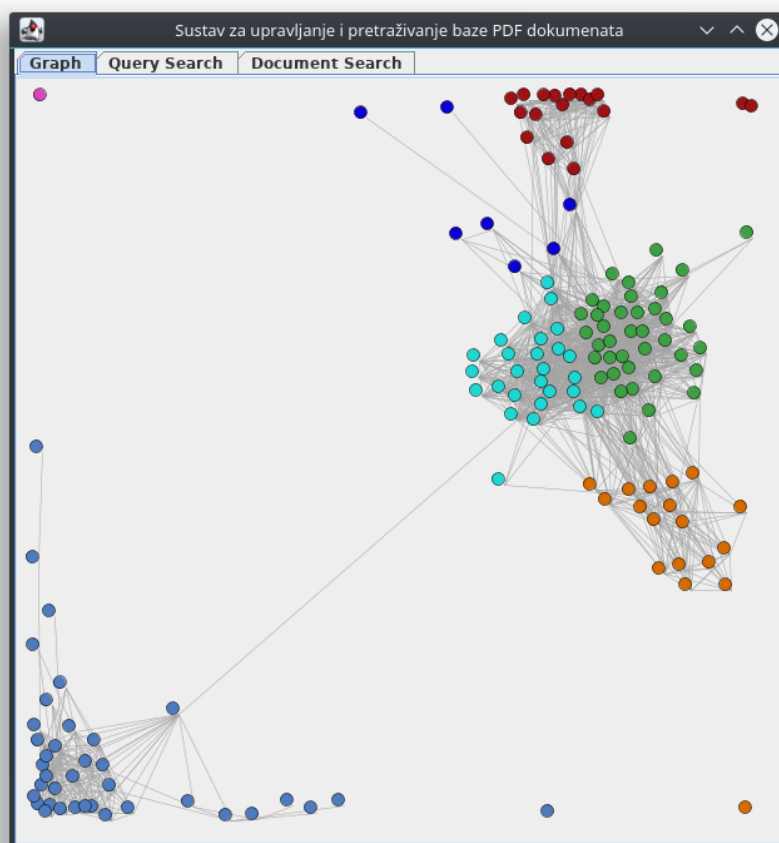 Sustav za upravljanje i pretraživanje baze PDF dokumenata
Graph Query Search Document Search